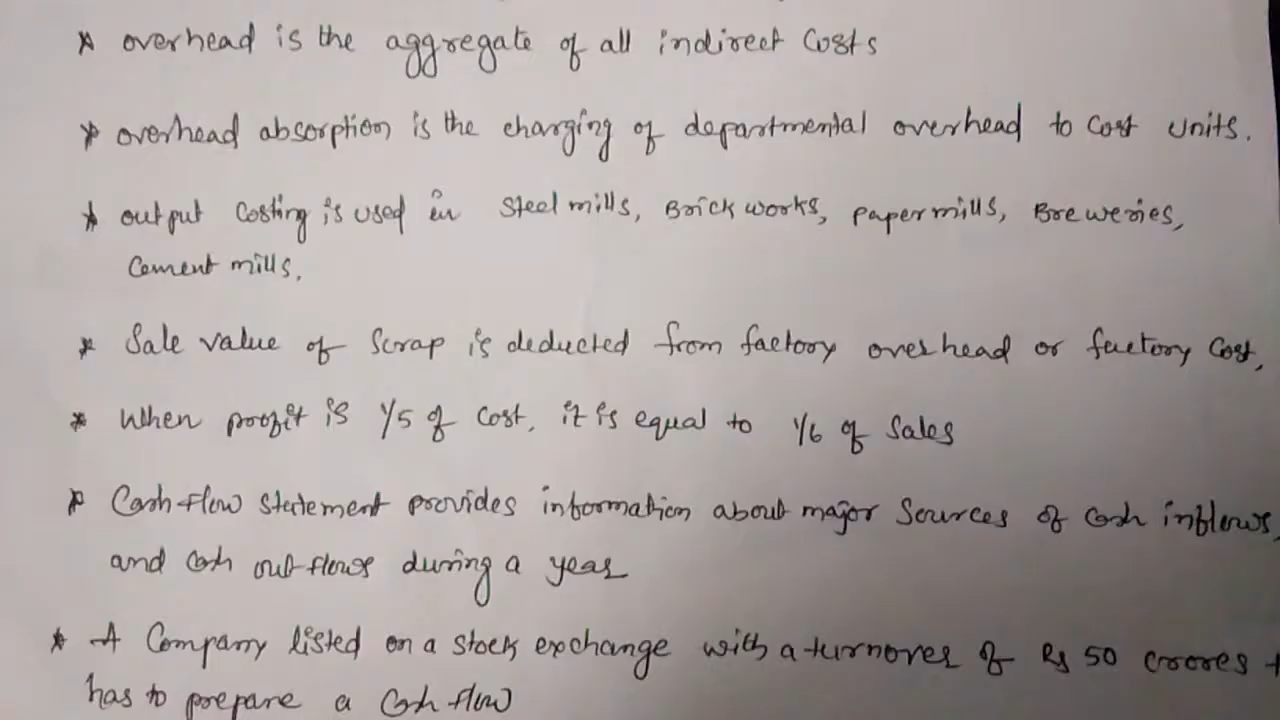 * overhead is the aggregate of all indirect costs
* overhead absorption is the charging of departmental overhead to cost units.
* output costing is used in steel mills, Brick works, paper mills, Breweries,
cement mills.
* Sale value of scrap is deducted from factory overhead or factory cost,
* when profit is 1/5 of cost, it is equal to 1/6 of sales
* Cash flow statement provides information about major sources of cash inflows,
and cash outflows during a year
* A Company listed on a stock exchange with a turnover of Rs 50 crores +
has to prepare a cash flow